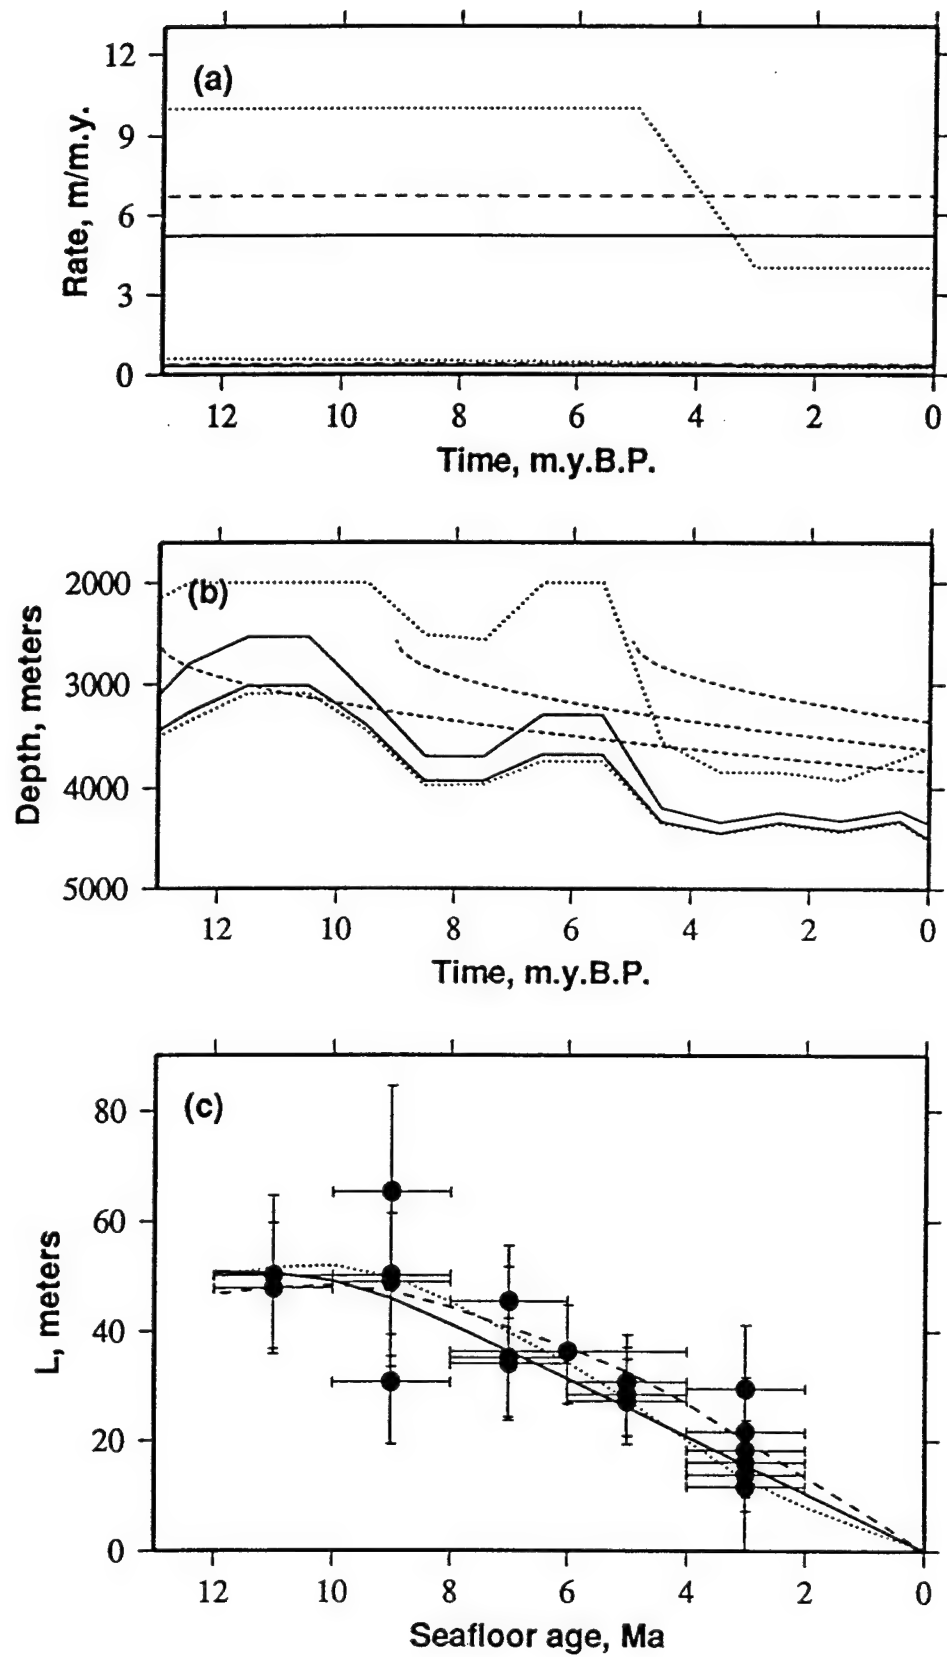 (a)
12
9
6
3
0
Rate, m/m.y.
12 10 8 6 4 2 0
Time, m.y.B.P.
(b)
2000
3000
4000
5000
Depth, meters
12 10 8 6 4 2 0
Time, m.y.B.P.
(c)
80
60
40
20
0
L, meters
12 10 8 6 4 2 0
Seafloor age, Ma